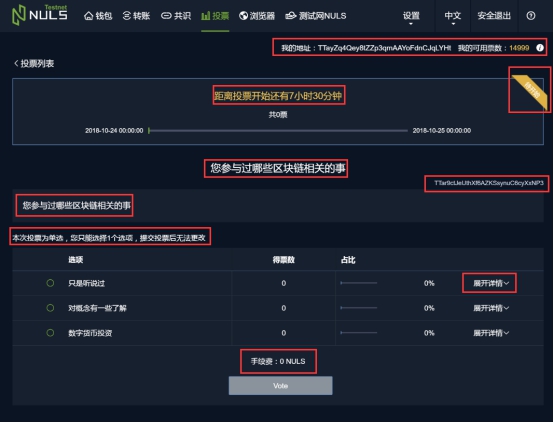 Testnet
NULS 钱包 转账 共识 投票 浏览器 测试网NULS 设置 中文 安全退出
我的地址：TTayZq4Qey8tZZp3qmAAYoFdnCJqLYHt 我的可用票数：14999
投票列表
距离投票开始还有7小时30分钟
共0票
2018-10-24 00:00:00 2018-10-25 00:00:00
您参与过哪些区块链相关的事
您参与过哪些区块链相关的事
本次投票为单选，您只能选择1个选项，提交投票后无法更改
选项 得票数 占比
只是听说过 0 0% 展开详情
对概念有一些了解 0 0% 展开详情
数字货币投资 0 0% 展开详情
手续费：0 NULS
Vote